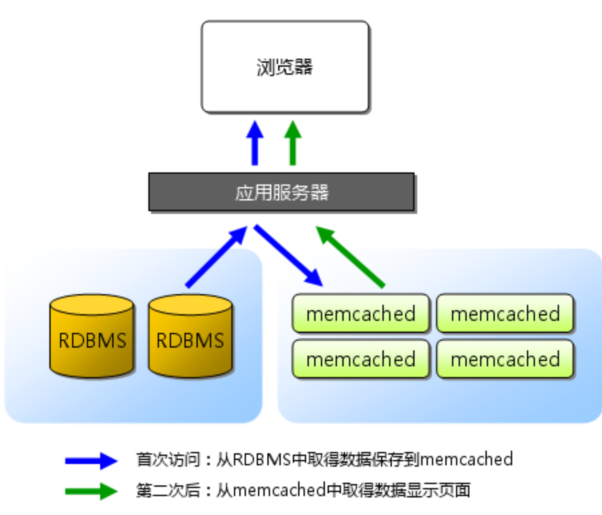 浏览器
应用服务器
RDBMS RDBMS
memcached memcached
memcached memcached
首次访问：从RDBMS中取得数据保存到memcached
第二次后：从memcached中取得数据显示页面